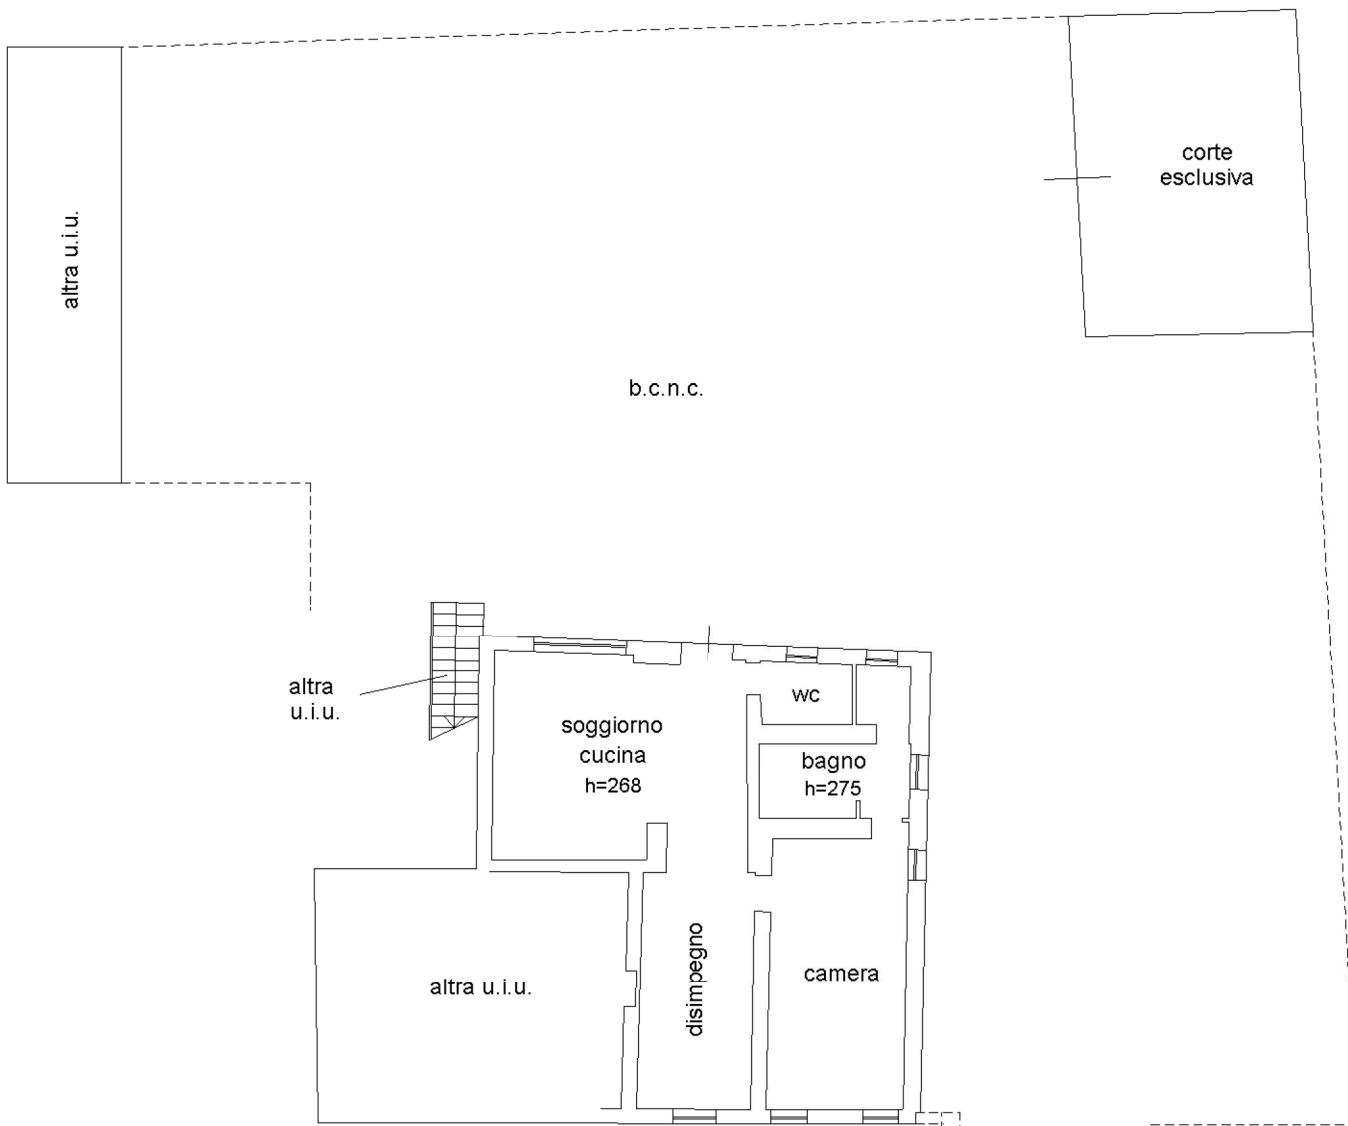 corte
esclusiva
altra u.i.u.
b.c.n.c.
altra
u.i.u.
wc
soggiorno
cucina
h=268
bagno
h=275
disimpegno
camera
altra u.i.u.